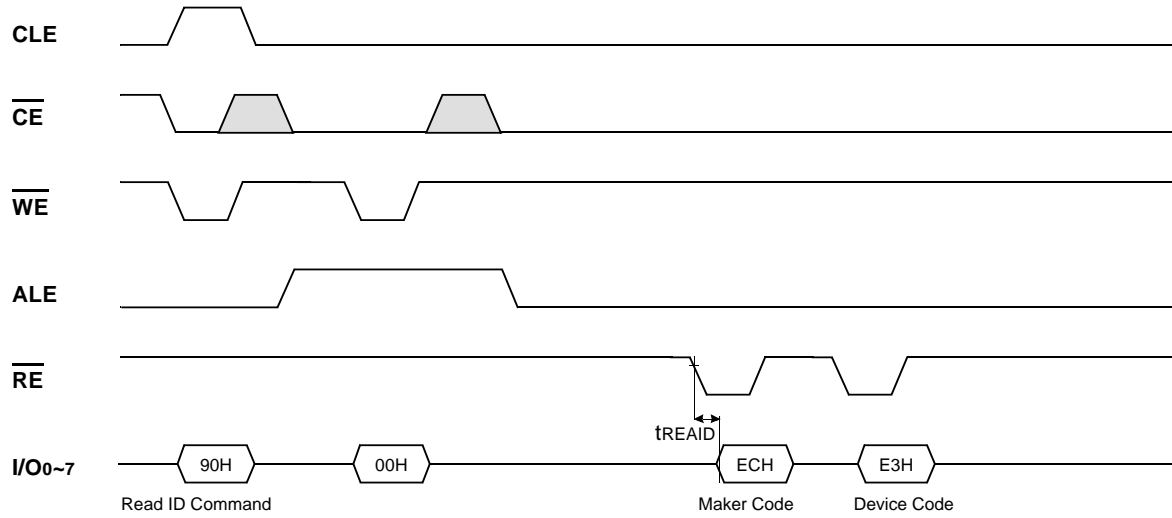 CLE
CE
WE
ALE
RE
tREAID
I/O0~7
90H
00H
ECH
E3H
Read ID Command
Maker Code
Device Code